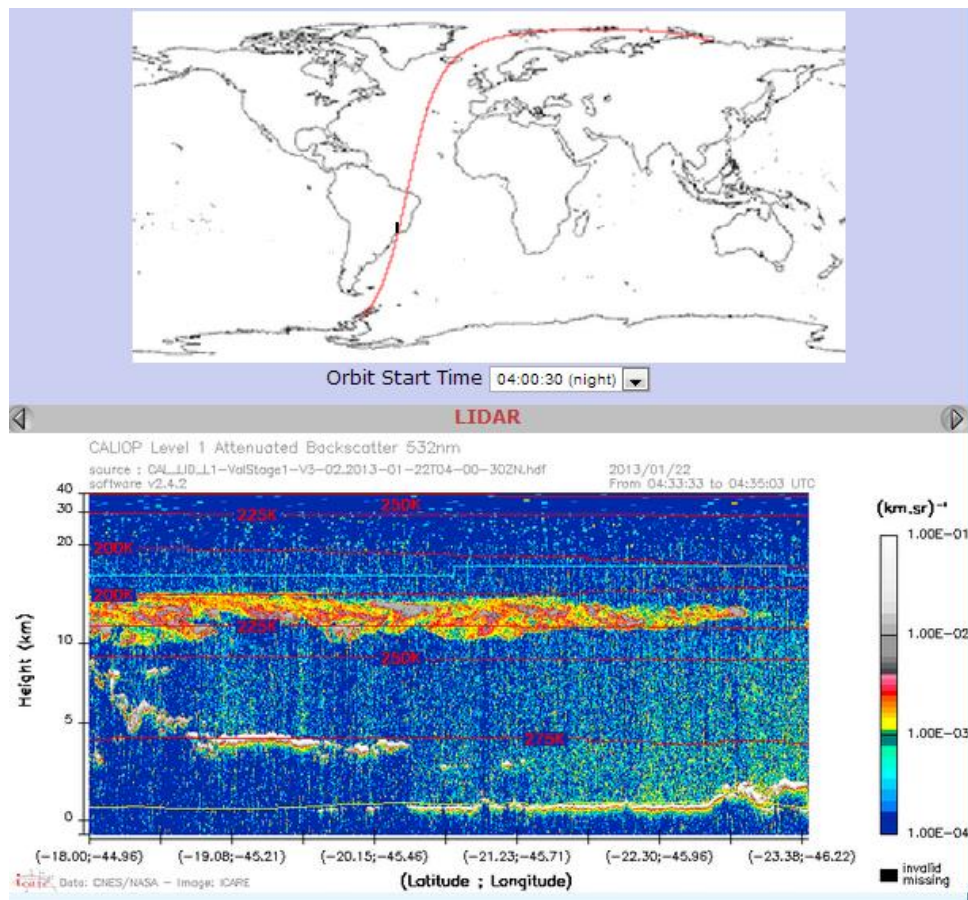 Orbit Start Time 04:00:30 (night)
LIDAR
CALIOP Level 1 Attenuated Backscatter 532nm
source : CAL_LID_L1-ValStage1-V3-02.2013-01-22T04-00-30ZN.hdf 2013/01/22
software v2.4.2 From 04:33:33 to 04:35:03 UTC
40
30
20
10
5
0
Height (km)
250K
225K
200K
200K
225K
250K
275K
(km.sr)⁻¹
1.00E-01
1.00E-02
1.00E-03
1.00E-04
invalid
missing
(-18.00;-44.96) (-19.08;-45.21) (-20.15;-45.46) (-21.23;-45.71) (-22.30;-45.96) (-23.38;-46.22)
(Latitude ; Longitude)
icare Data: CNES/NASA - Image: ICARE